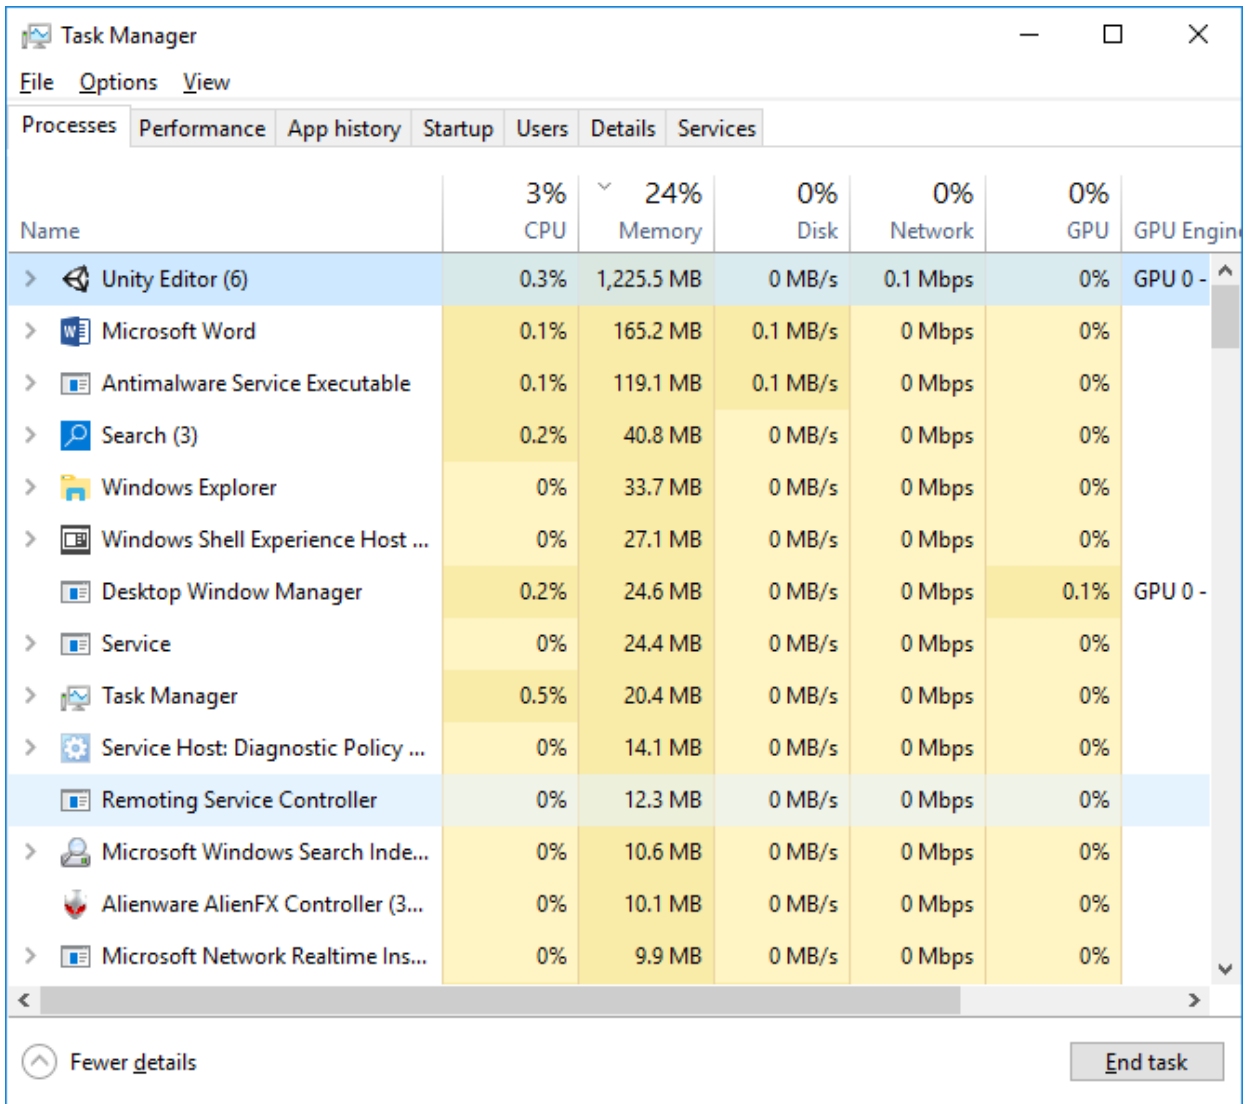 Task Manager
File Options View
Processes Performance App history Startup Users Details Services
3% 24% 0% 0% 0%
Name CPU Memory Disk Network GPU GPU Engine
Unity Editor (6) 0.3% 1,225.5 MB 0 MB/s 0.1 Mbps 0% GPU 0 -
Microsoft Word 0.1% 165.2 MB 0.1 MB/s 0 Mbps 0%
Antimalware Service Executable 0.1% 119.1 MB 0.1 MB/s 0 Mbps 0%
Search (3) 0.2% 40.8 MB 0 MB/s 0 Mbps 0%
Windows Explorer 0% 33.7 MB 0 MB/s 0 Mbps 0%
Windows Shell Experience Host ... 0% 27.1 MB 0 MB/s 0 Mbps 0%
Desktop Window Manager 0.2% 24.6 MB 0 MB/s 0 Mbps 0.1% GPU 0 -
Service 0% 24.4 MB 0 MB/s 0 Mbps 0%
Task Manager 0.5% 20.4 MB 0 MB/s 0 Mbps 0%
Service Host: Diagnostic Policy ... 0% 14.1 MB 0 MB/s 0 Mbps 0%
Remoting Service Controller 0% 12.3 MB 0 MB/s 0 Mbps 0%
Microsoft Windows Search Inde... 0% 10.6 MB 0 MB/s 0 Mbps 0%
Alienware AlienFX Controller (3... 0% 10.1 MB 0 MB/s 0 Mbps 0%
Microsoft Network Realtime Ins... 0% 9.9 MB 0 MB/s 0 Mbps 0%
Fewer details End task